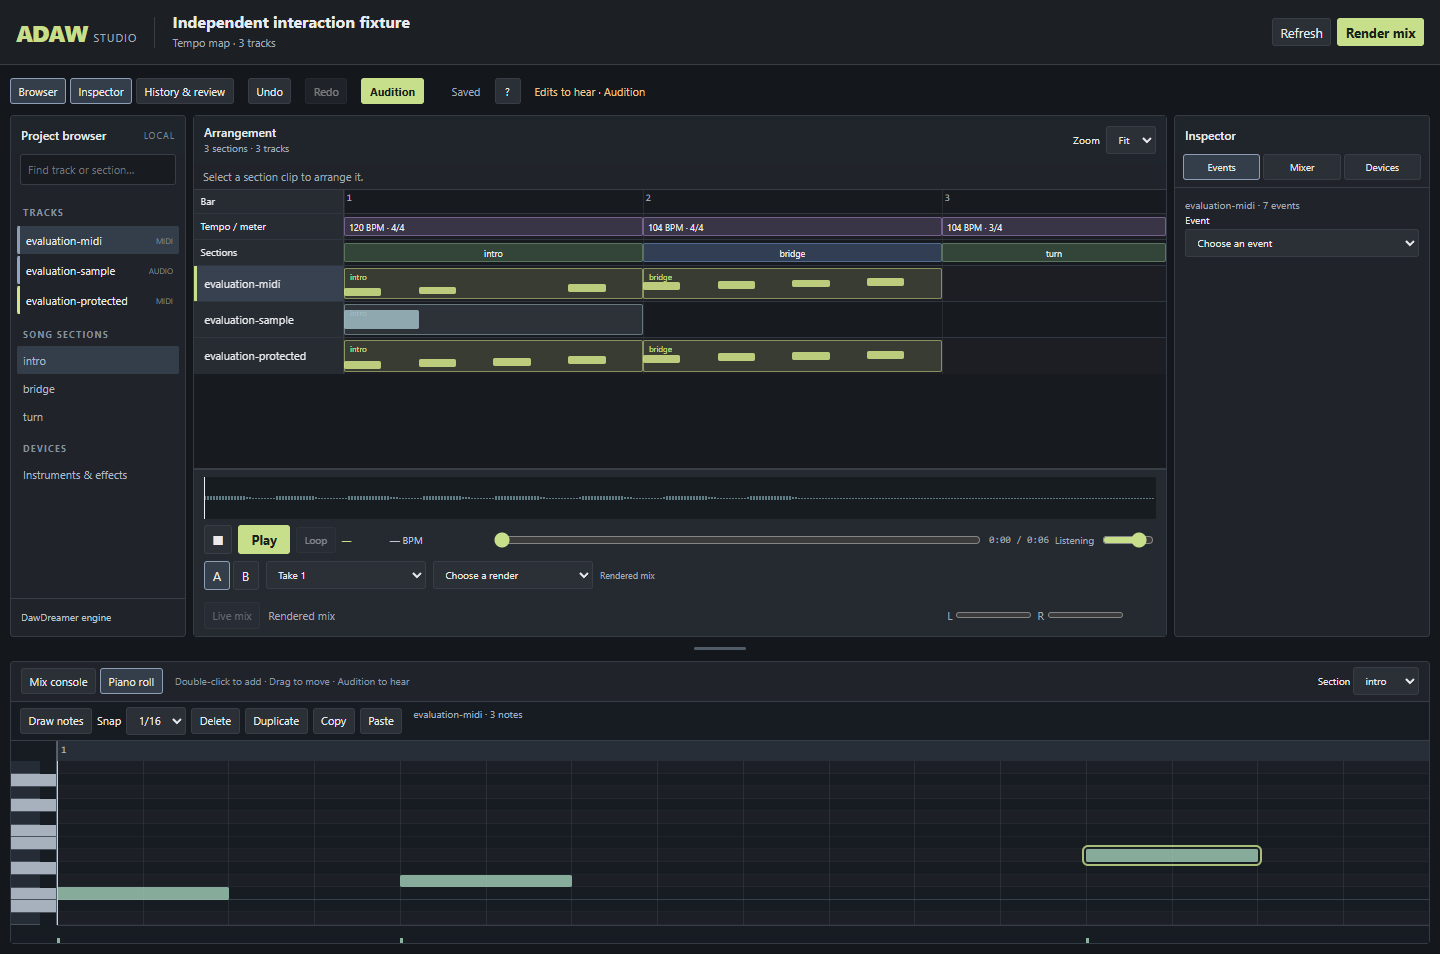 ADAW STUDIO
Independent interaction fixture
Tempo map · 3 tracks
Refresh
Render mix
Browser
Inspector
History & review
Undo
Redo
Audition
Saved
?
Edits to hear · Audition
Project browser
LOCAL
Find track or section...
TRACKS
evaluation-midi MIDI
evaluation-sample AUDIO
evaluation-protected MIDI
SONG SECTIONS
intro
bridge
turn
DEVICES
Instruments & effects
DawDreamer engine
Arrangement
3 sections · 3 tracks
Zoom Fit
Select a section clip to arrange it.
Bar 1 2 3
Tempo / meter 120 BPM · 4/4 104 BPM · 4/4 104 BPM · 3/4
Sections intro bridge turn
evaluation-midi intro bridge
evaluation-sample
evaluation-protected intro bridge
Play
Loop
—
— BPM
0:00 / 0:06
Listening
A
B
Take 1
Choose a render
Rendered mix
Live mix
Rendered mix
L
R
Inspector
Events
Mixer
Devices
evaluation-midi · 7 events
Event
Choose an event
Mix console
Piano roll
Double-click to add · Drag to move · Audition to hear
Section intro
Draw notes
Snap 1/16
Delete
Duplicate
Copy
Paste
evaluation-midi · 3 notes
1